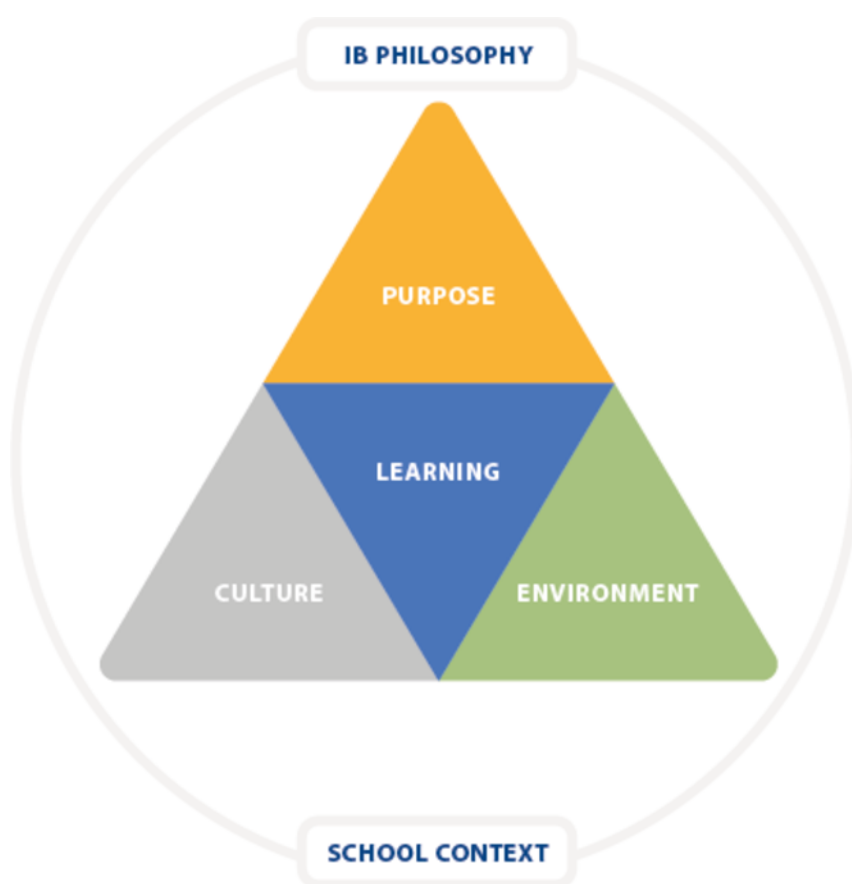 IB PHILOSOPHY
PURPOSE
LEARNING
CULTURE
ENVIRONMENT
SCHOOL CONTEXT